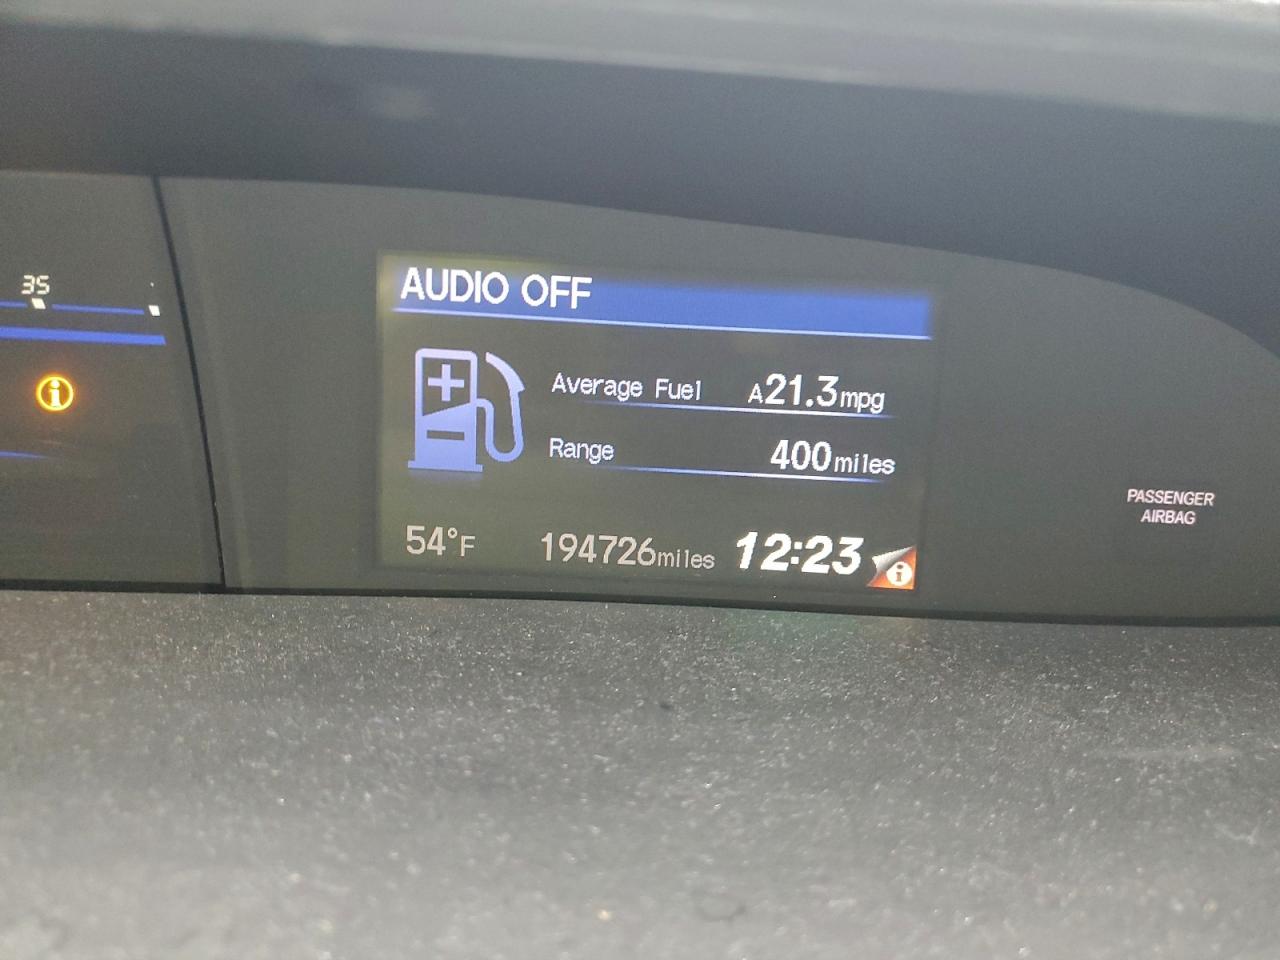 AUDIO OFF
35
Average Fuel A21.3mpg
Range 400miles
54°F 194726miles 12:23
PASSENGER
AIRBAG